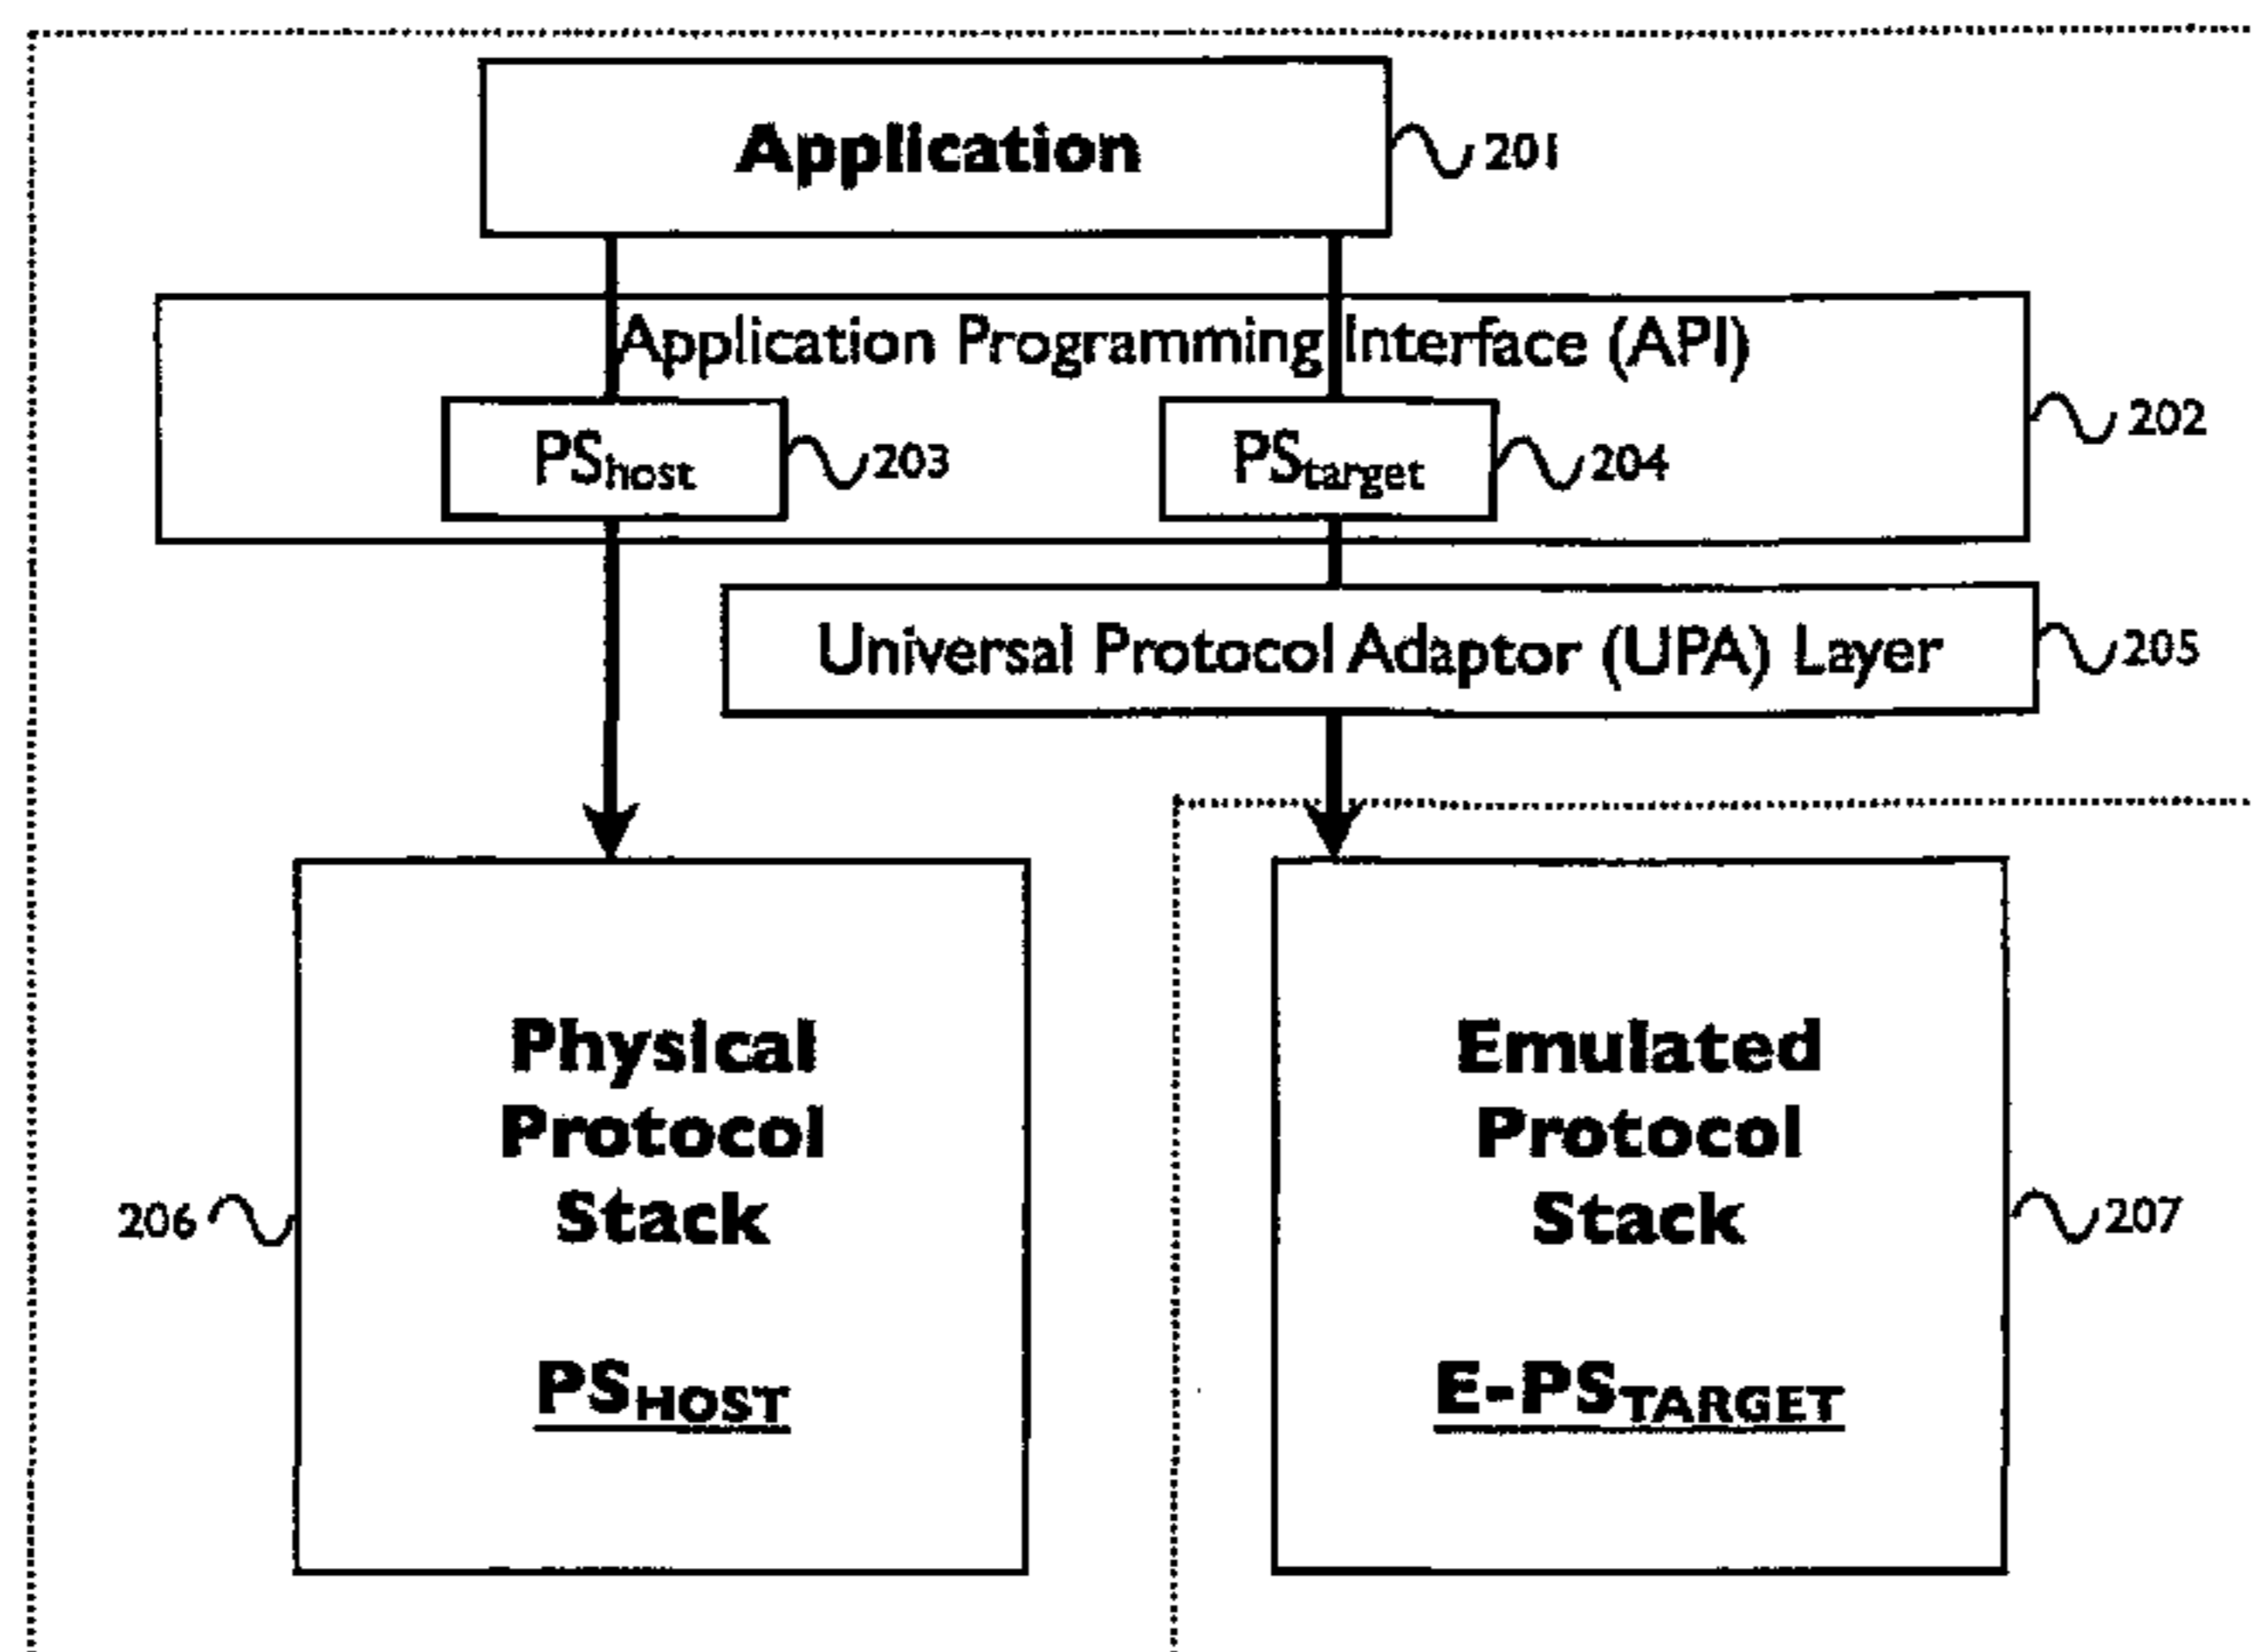 Application
201
Application Programming Interface (API)
202
PShost
203
PStarget
204
Universal Protocol Adaptor (UPA) Layer
205
Physical
Protocol
Stack
PSHOST
206
Emulated
Protocol
Stack
E-PSTARGET
207